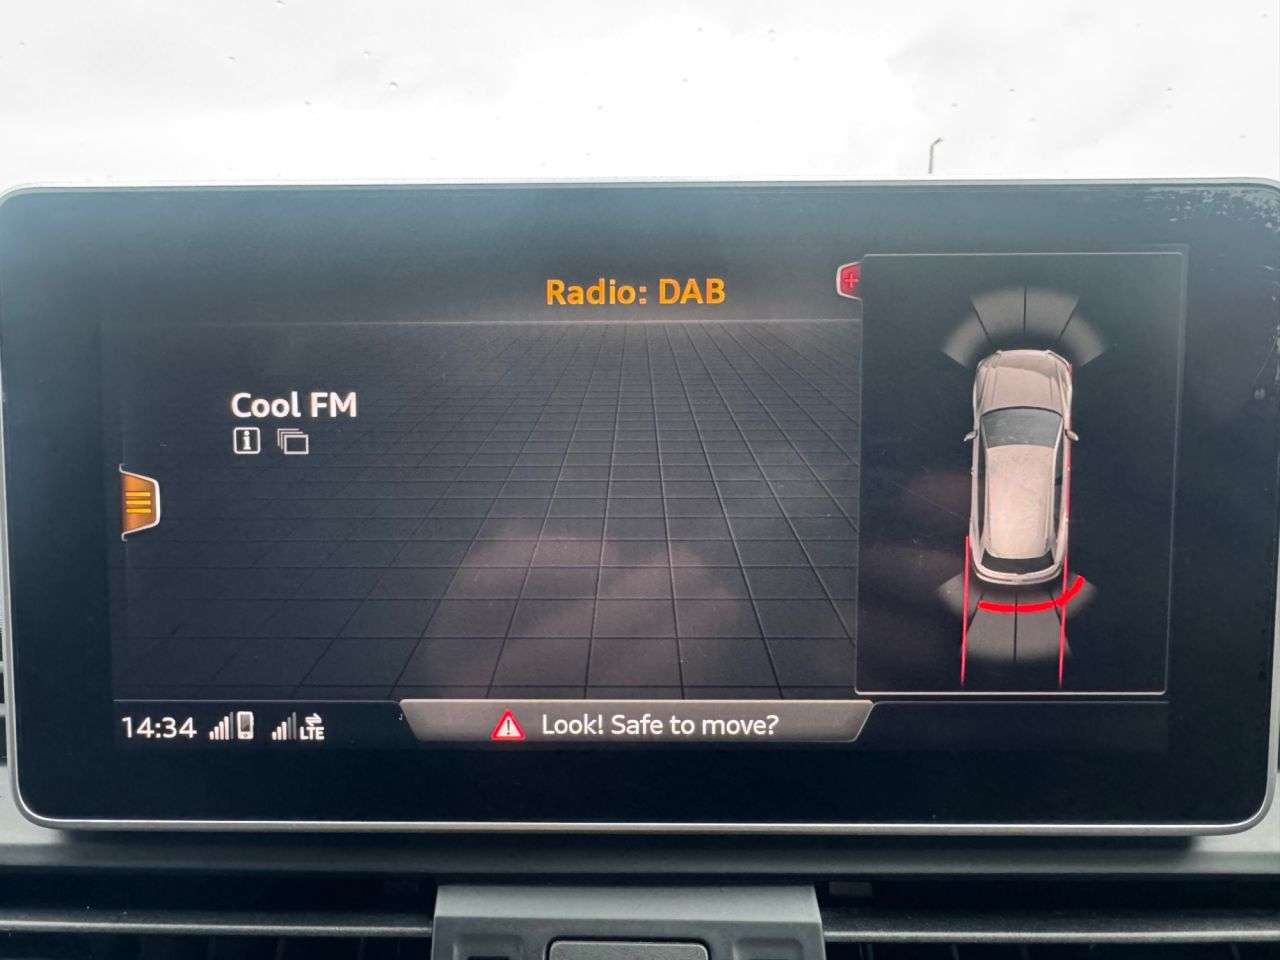 Radio: DAB
Cool FM
14:34
LTE
Look! Safe to move?